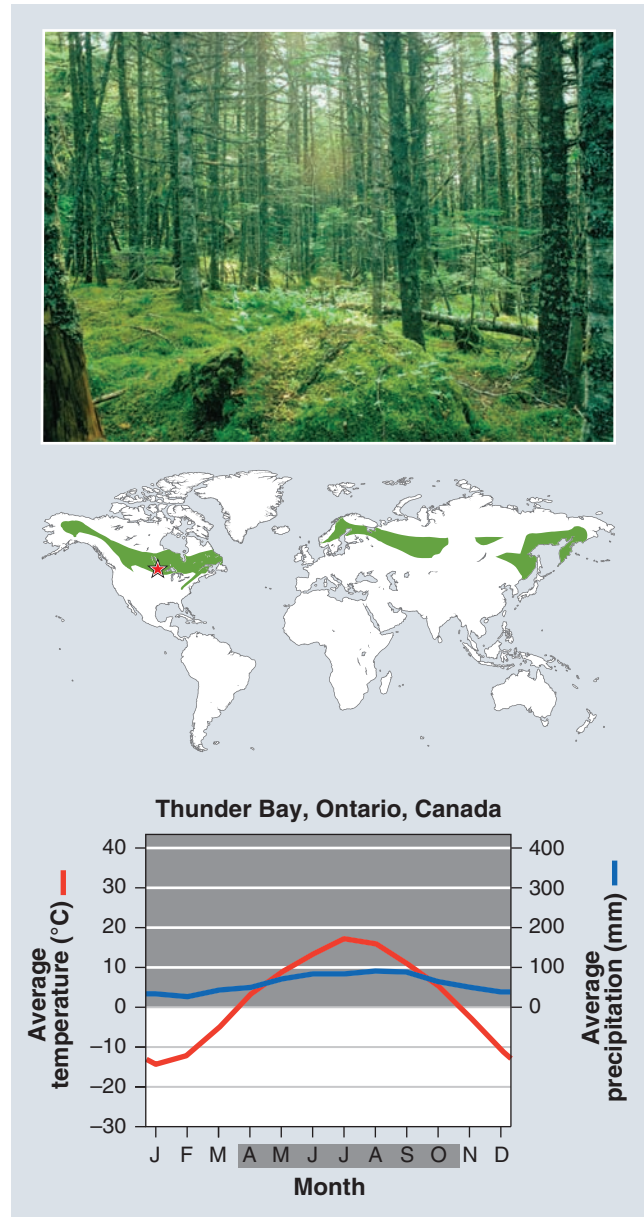 Thunder Bay, Ontario, Canada
Average
temperature (°C)
40
30
20
10
0
–10
–20
–30
400
300
200
100
0
Average
precipitation (mm)
J F M A M J J A S O N D
Month